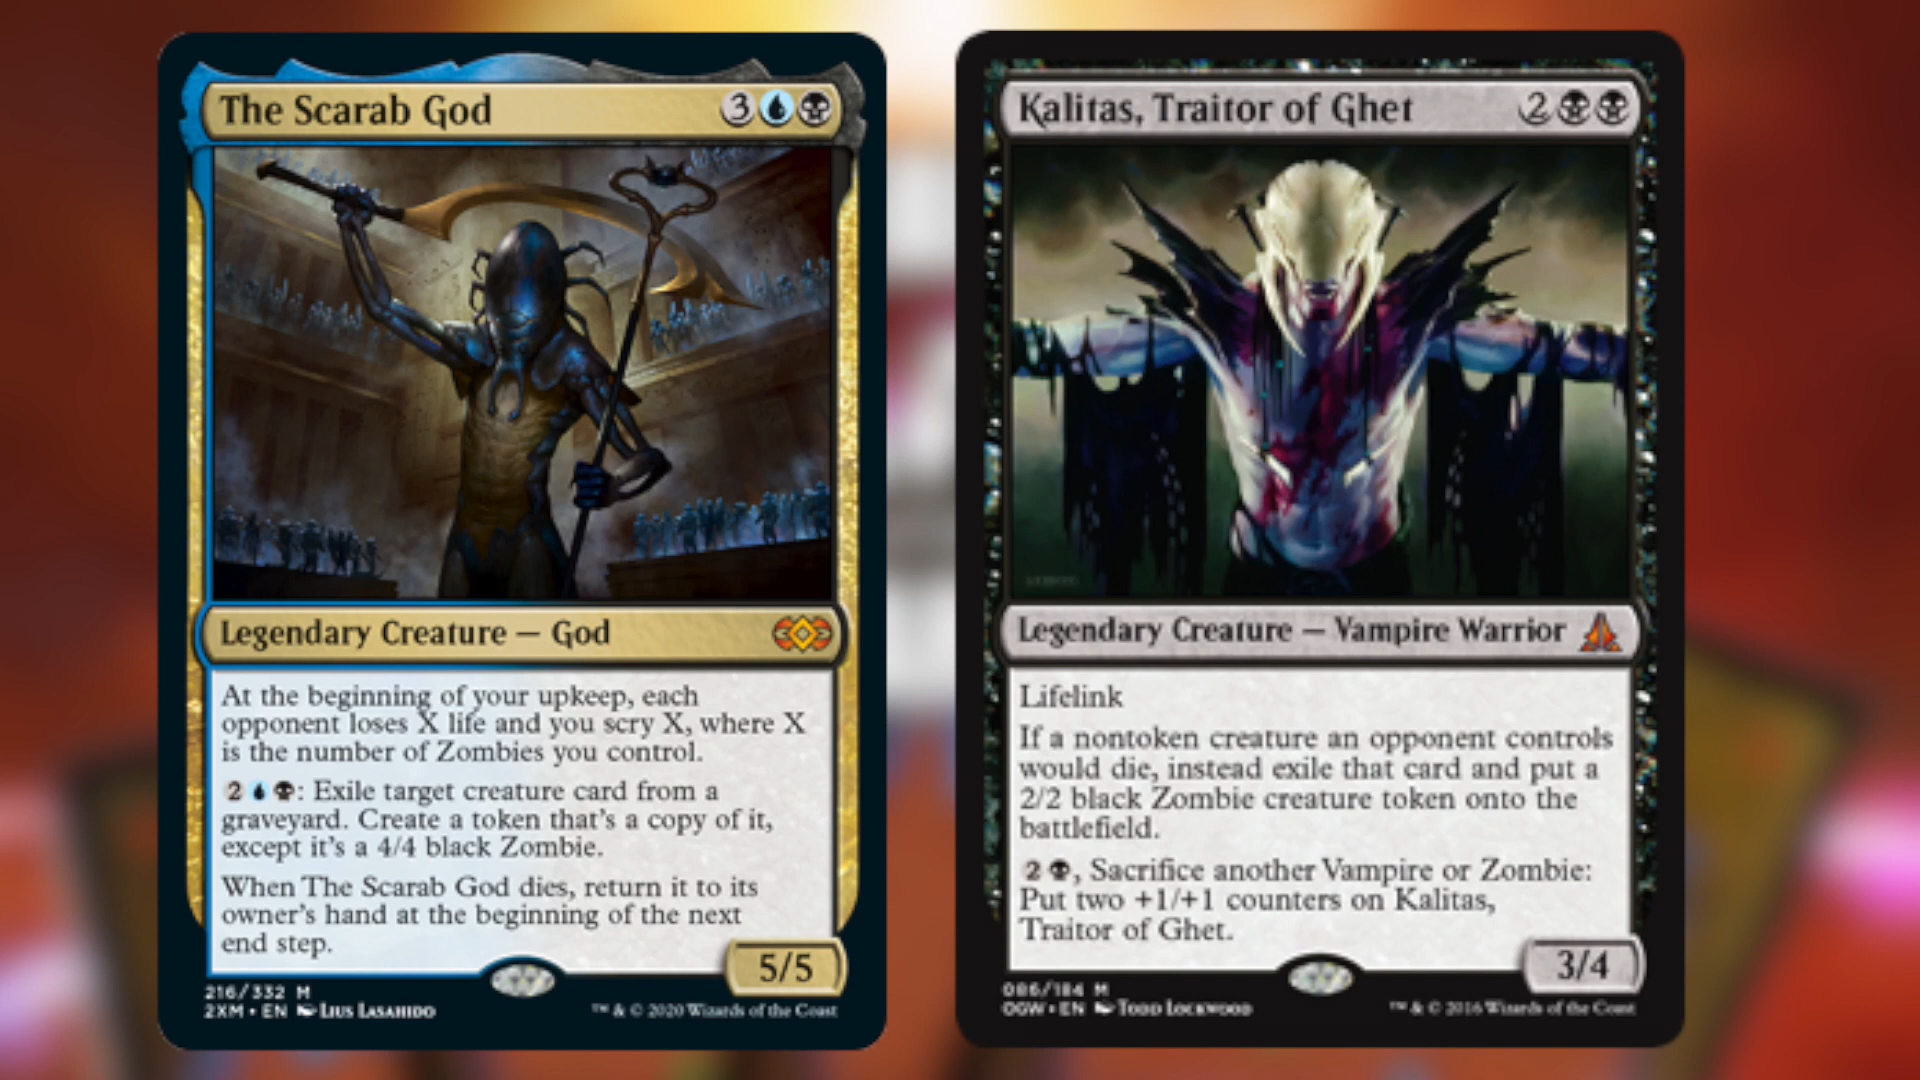 The Scarab God
3
Legendary Creature — God
At the beginning of your upkeep, each
opponent loses X life and you scry X, where X
is the number of Zombies you control.
2 : Exile target creature card from a
graveyard. Create a token that's a copy of it,
except it's a 4/4 black Zombie.
When The Scarab God dies, return it to its
owner's hand at the beginning of the next
end step.
5/5
216/332 M
2XM • EN Lius Lasahido
™ & © 2020 Wizards of the Coast
Kalitas, Traitor of Ghet
2
Legendary Creature — Vampire Warrior
Lifelink
If a nontoken creature an opponent controls
would die, instead exile that card and put a
2/2 black Zombie creature token onto the
battlefield.
2 , Sacrifice another Vampire or Zombie:
Put two +1/+1 counters on Kalitas,
Traitor of Ghet.
3/4
086/184 M
OGW • EN Todd Lockwood
™ & © 2016 Wizards of the Coast